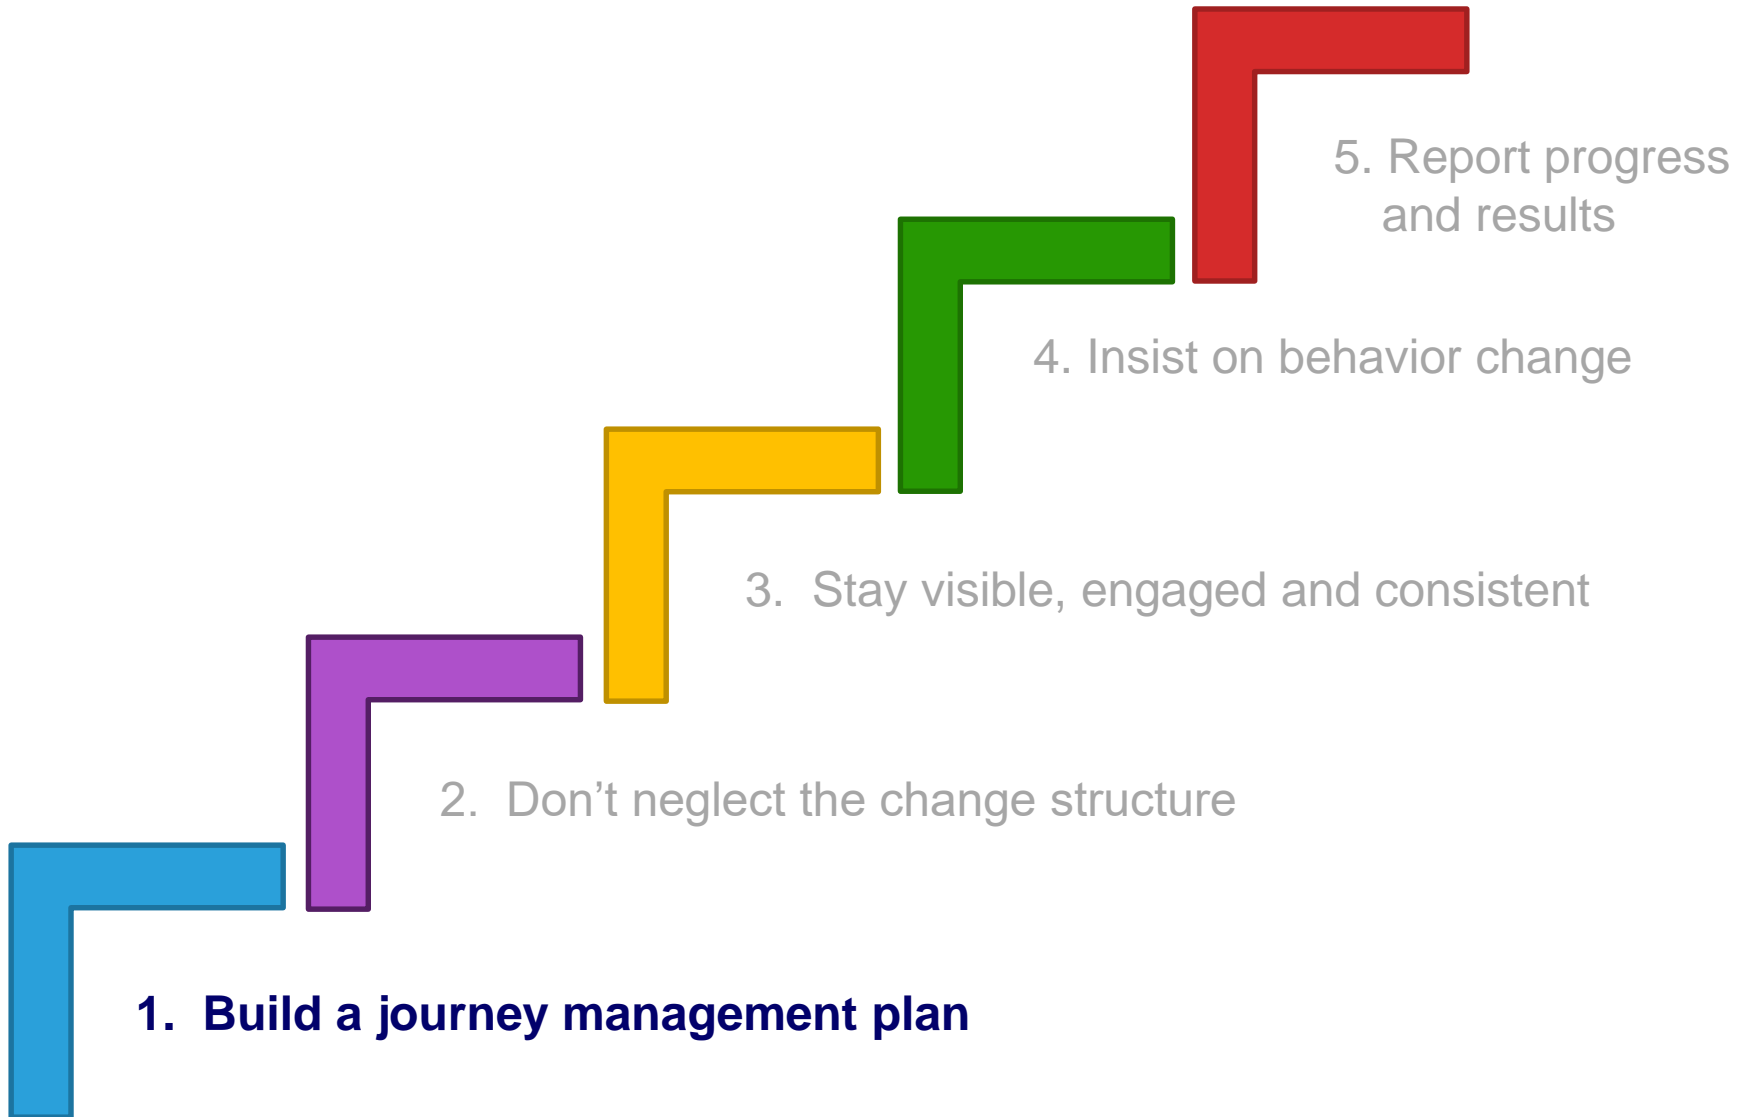 5. Report progress
and results
4. Insist on behavior change
3. Stay visible, engaged and consistent
2. Don’t neglect the change structure
1. Build a journey management plan